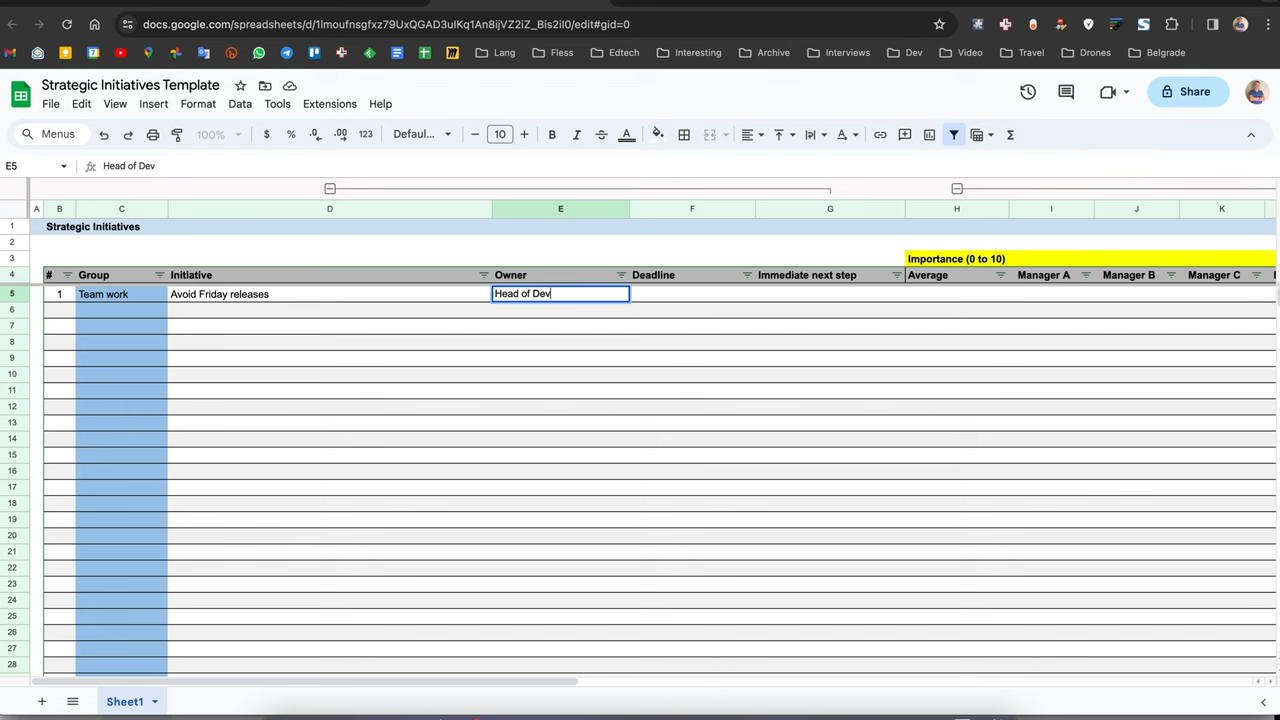 docs.google.com/spreadsheets/d/1lmoufnsgfxz79UxQGAD3uIKq1An8ijVZ2iZ_Bis2iI0/edit#gid=0
Lang
Fless
Edtech
Interesting
Archive
Interviews
Dev
Video
Travel
Drones
Belgrade
Strategic Initiatives Template
File Edit View Insert Format Data Tools Extensions Help
Share
Menus 100% $ % .0 .00 123 Defaul... − 10 + B I S A
E5 fx Head of Dev
A B C D E F G H I J K
1 Strategic Initiatives
2
3 Importance (0 to 10)
4 # Group Initiative Owner Deadline Immediate next step Average Manager A Manager B Manager C
5 1 Team work Avoid Friday releases Head of Dev
6
7
8
9
10
11
12
13
14
15
16
17
18
19
20
21
22
23
24
25
26
27
28
Sheet1